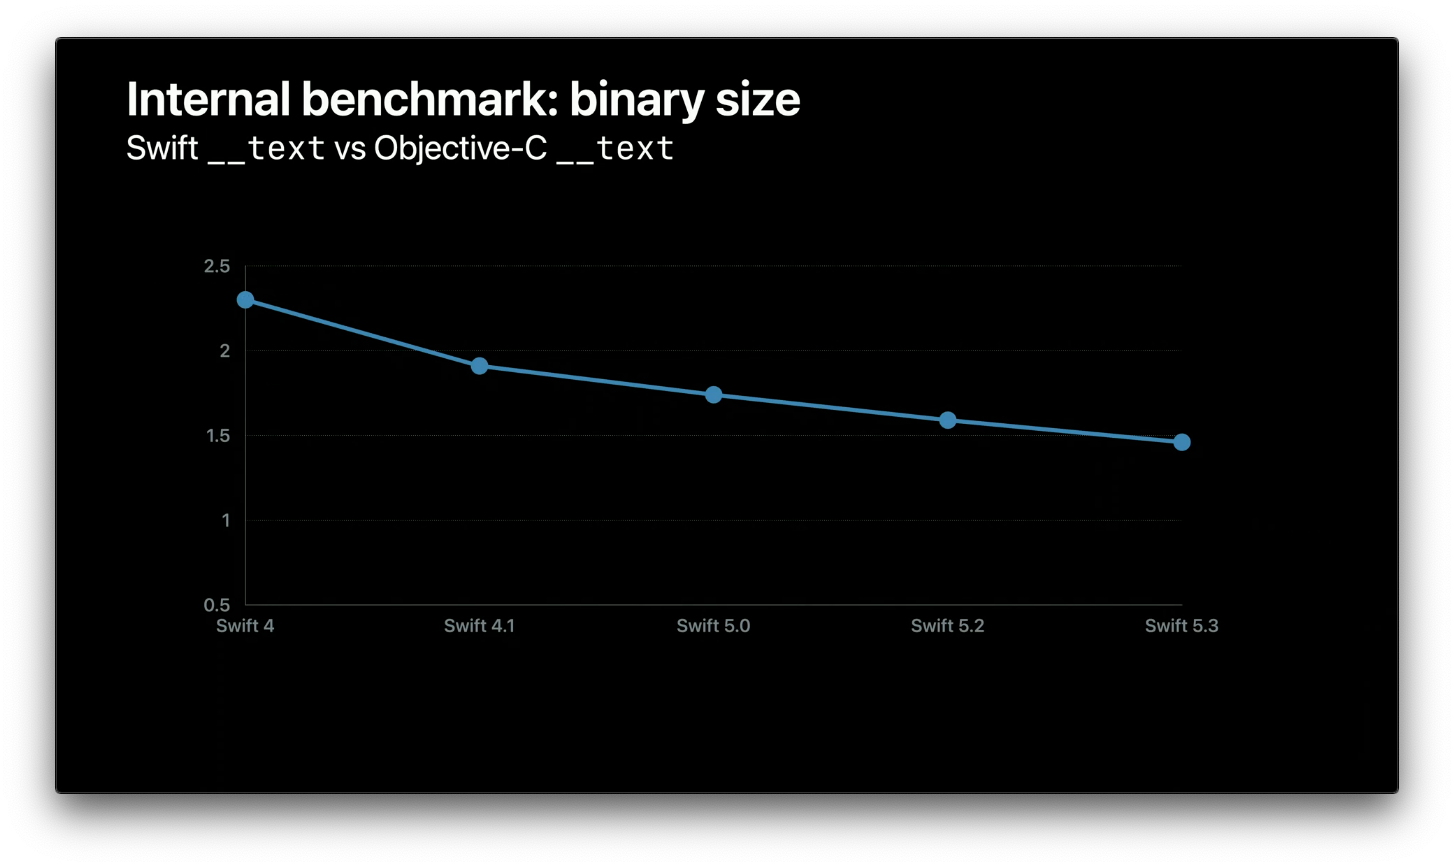 Internal benchmark: binary size
Swift __text vs Objective-C __text
2.5
2
1.5
1
0.5
Swift 4 Swift 4.1 Swift 5.0 Swift 5.2 Swift 5.3